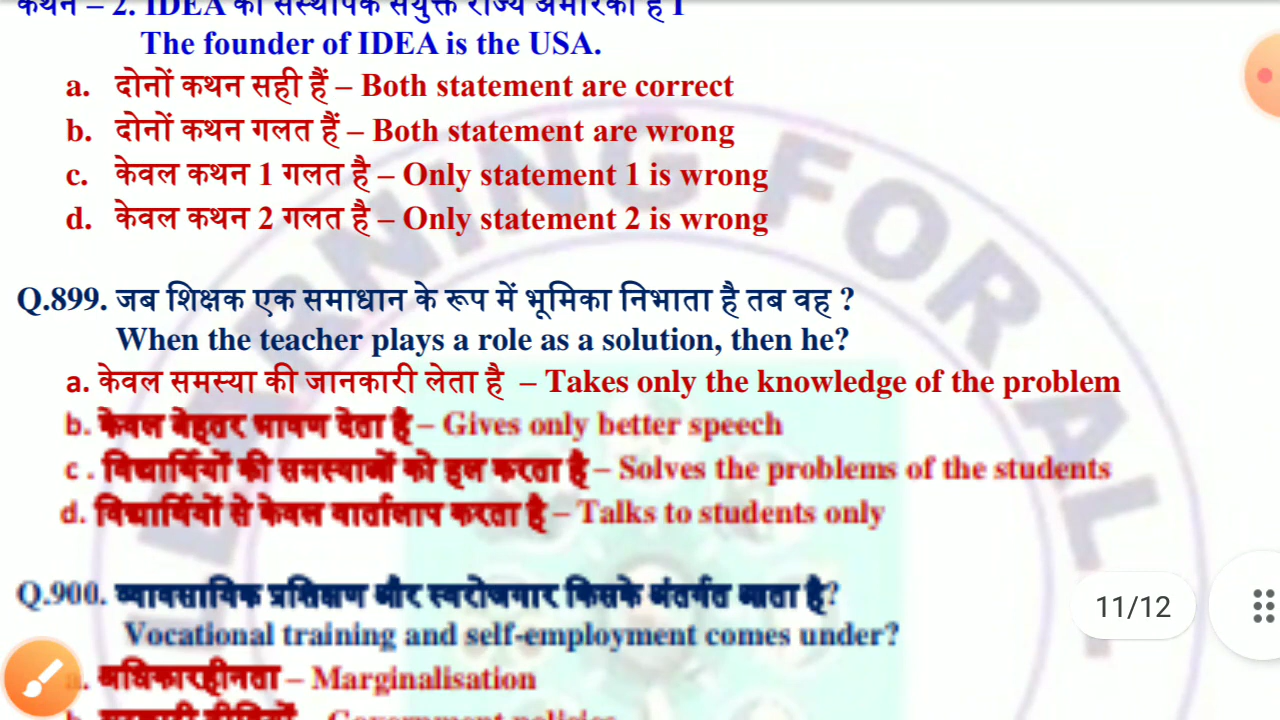 कथन – 2. IDEA का संस्थापक संयुक्त राज्य अमेरिका है I
The founder of IDEA is the USA.
a. दोनों कथन सही हैं – Both statement are correct
b. दोनों कथन गलत हैं – Both statement are wrong
c. केवल कथन 1 गलत है – Only statement 1 is wrong
d. केवल कथन 2 गलत है – Only statement 2 is wrong
Q.899. जब शिक्षक एक समाधान के रूप में भूमिका निभाता है तब वह ?
When the teacher plays a role as a solution, then he?
a. केवल समस्या की जानकारी लेता है – Takes only the knowledge of the problem
b. केवल बेहतर भाषण देता है – Gives only better speech
c . विद्यार्थियों की समस्याओं को हल करता है – Solves the problems of the students
d. विद्यार्थियों से केवल वार्तालाप करता है – Talks to students only
Q.900. व्यावसायिक प्रशिक्षण और स्वरोजगार किसके अंतर्गत आता है?
Vocational training and self-employment comes under?
11/12
a. अधिकारहीनता – Marginalisation
b. सरकारी नीतियों – Government policies
LEARNING FOR ALL